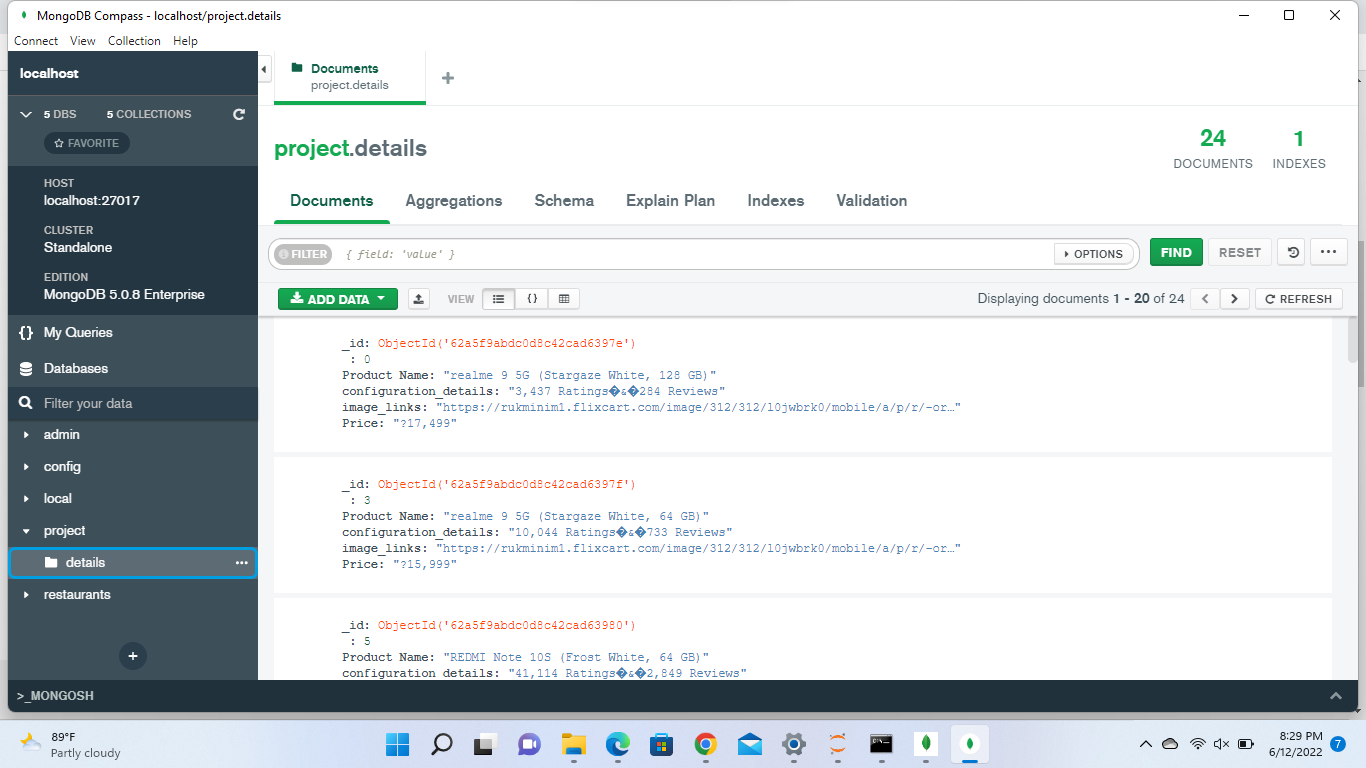 MongoDB Compass - localhost/project.details
Connect View Collection Help
localhost
5 DBS 5 COLLECTIONS
FAVORITE
HOST
localhost:27017
CLUSTER
Standalone
EDITION
MongoDB 5.0.8 Enterprise
{} My Queries
Databases
Filter your data
admin
config
local
project
details
restaurants
>_MONGOSH
Documents
project.details
project.details
24
DOCUMENTS
1
INDEXES
Documents Aggregations Schema Explain Plan Indexes Validation
FILTER { field: 'value' } OPTIONS FIND RESET
ADD DATA VIEW {} Displaying documents 1 - 20 of 24 REFRESH
_id: ObjectId('62a5f9abdc0d8c42cad6397e')
: 0
Product Name: "realme 9 5G (Stargaze White, 128 GB)"
configuration_details: "3,437 Ratings�&�284 Reviews"
image_links: "https://rukminim1.flixcart.com/image/312/312/l0jwbrk0/mobile/a/p/r/-or…"
Price: "?17,499"
_id: ObjectId('62a5f9abdc0d8c42cad6397f')
: 3
Product Name: "realme 9 5G (Stargaze White, 64 GB)"
configuration_details: "10,044 Ratings�&�733 Reviews"
image_links: "https://rukminim1.flixcart.com/image/312/312/l0jwbrk0/mobile/a/p/r/-or…"
Price: "?15,999"
_id: ObjectId('62a5f9abdc0d8c42cad63980')
: 5
Product Name: "REDMI Note 10S (Frost White, 64 GB)"
configuration_details: "41,114 Ratings�&�2,849 Reviews"
89°F
Partly cloudy
8:29 PM
6/12/2022
7